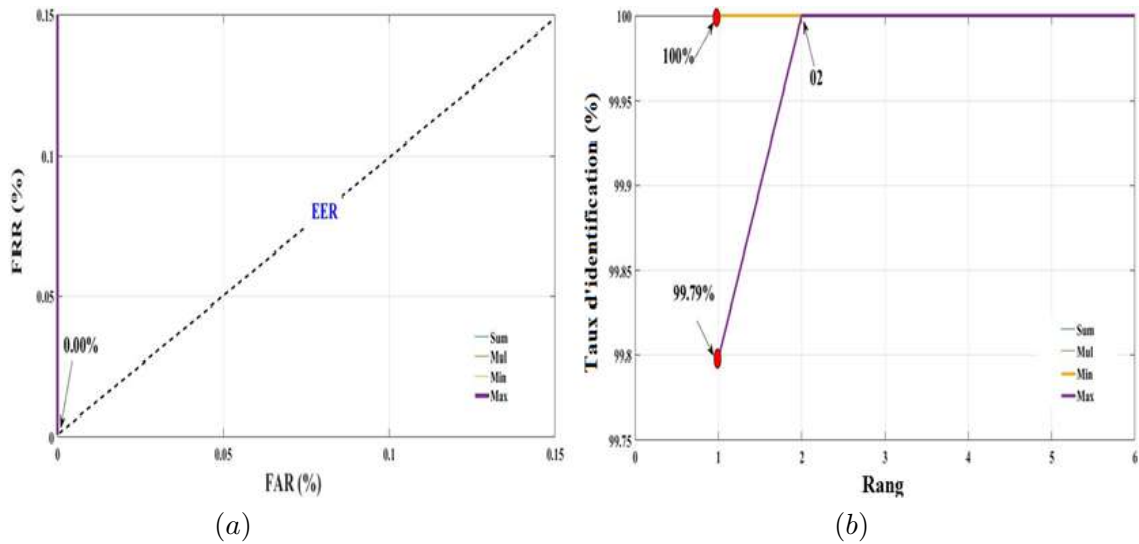 0.15
0.1
0.05
0
FRR (%)
EER
0.00%
Sum
Mul
Min
Max
0
0.05
0.1
0.15
FAR (%)
(a)
100
99.95
99.9
99.85
99.8
99.75
Taux d'identification (%)
100%
02
99.79%
Sum
Mul
Min
Max
0
1
2
3
4
5
6
Rang
(b)